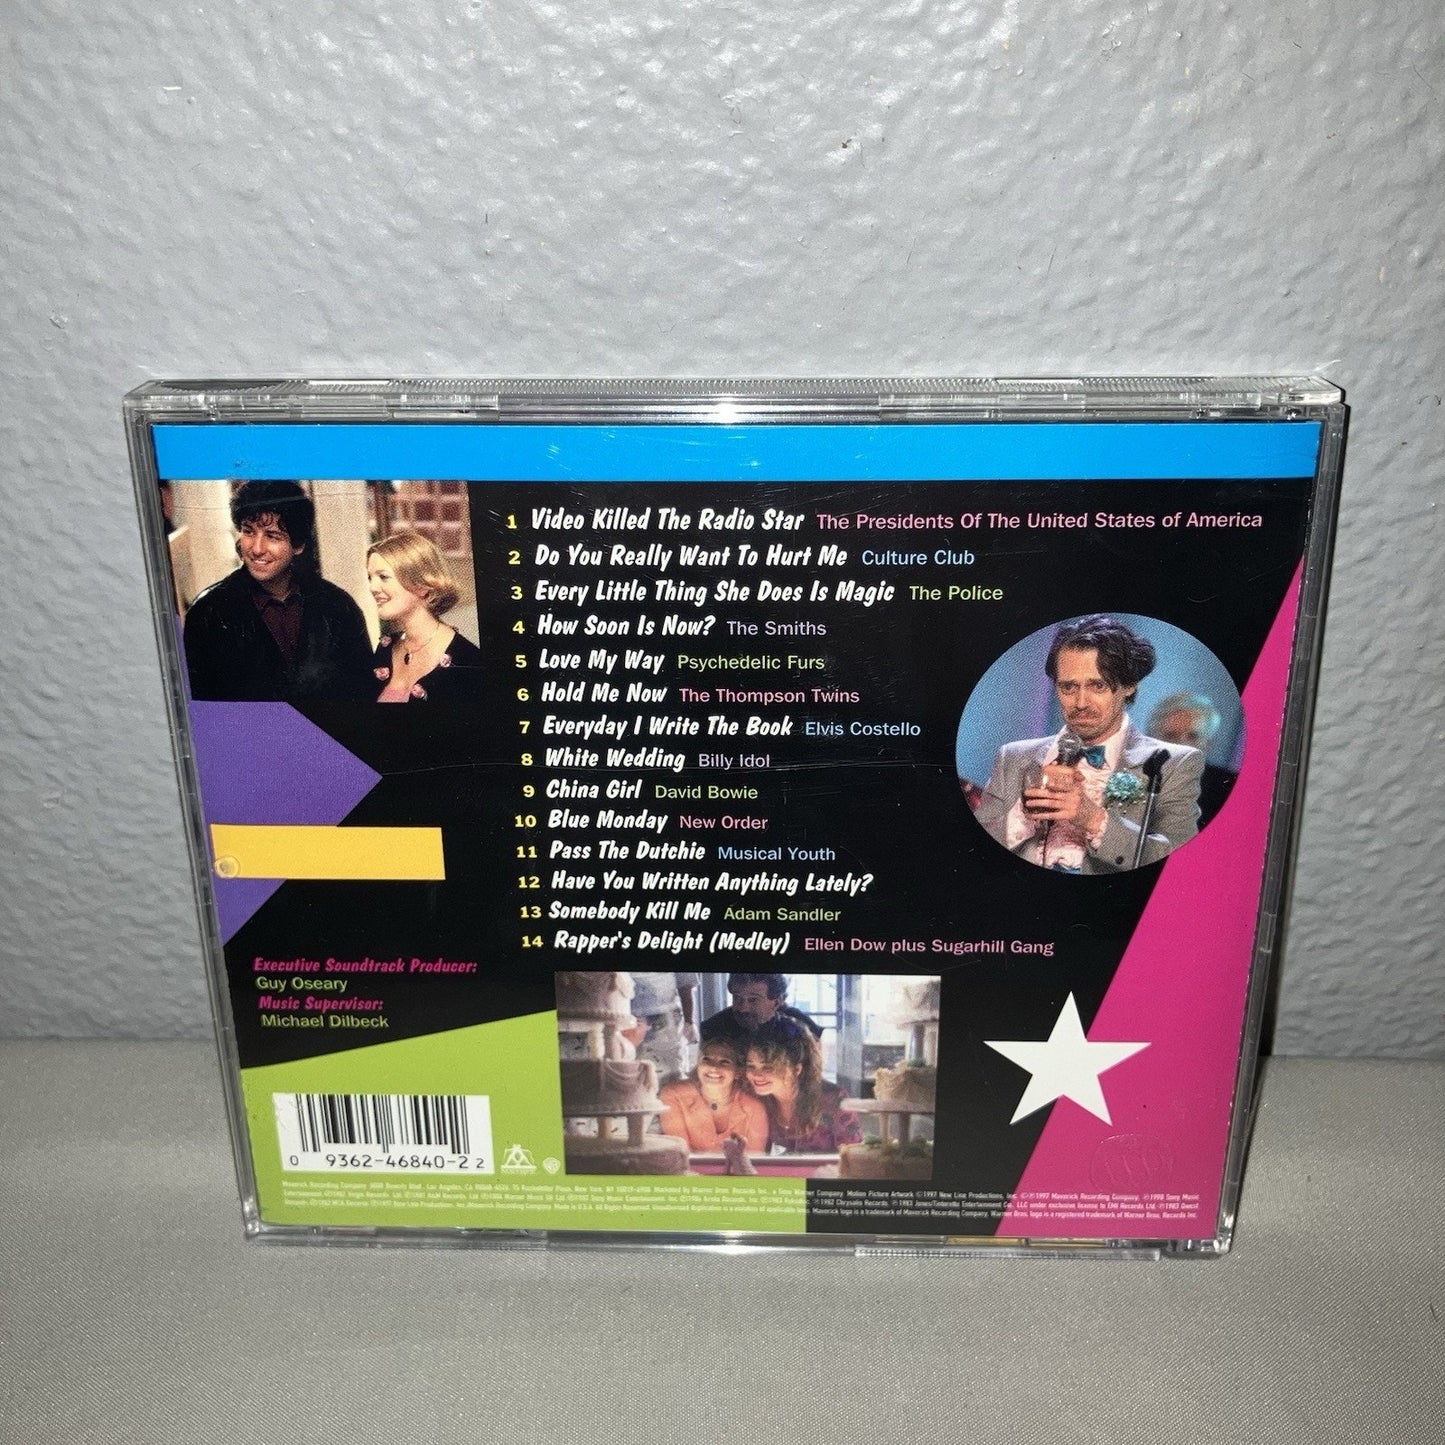 1 Video Killed The Radio Star The Presidents Of The United States of America
2 Do You Really Want To Hurt Me Culture Club
3 Every Little Thing She Does Is Magic The Police
4 How Soon Is Now? The Smiths
5 Love My Way Psychedelic Furs
6 Hold Me Now The Thompson Twins
7 Everyday I Write The Book Elvis Costello
8 White Wedding Billy Idol
9 China Girl David Bowie
10 Blue Monday New Order
11 Pass The Dutchie Musical Youth
12 Have You Written Anything Lately?
13 Somebody Kill Me Adam Sandler
14 Rapper's Delight (Medley) Ellen Dow plus Sugarhill Gang
Executive Soundtrack Producer:
Guy Oseary
Music Supervisor:
Michael Dilbeck
0 9362-46840-2 2